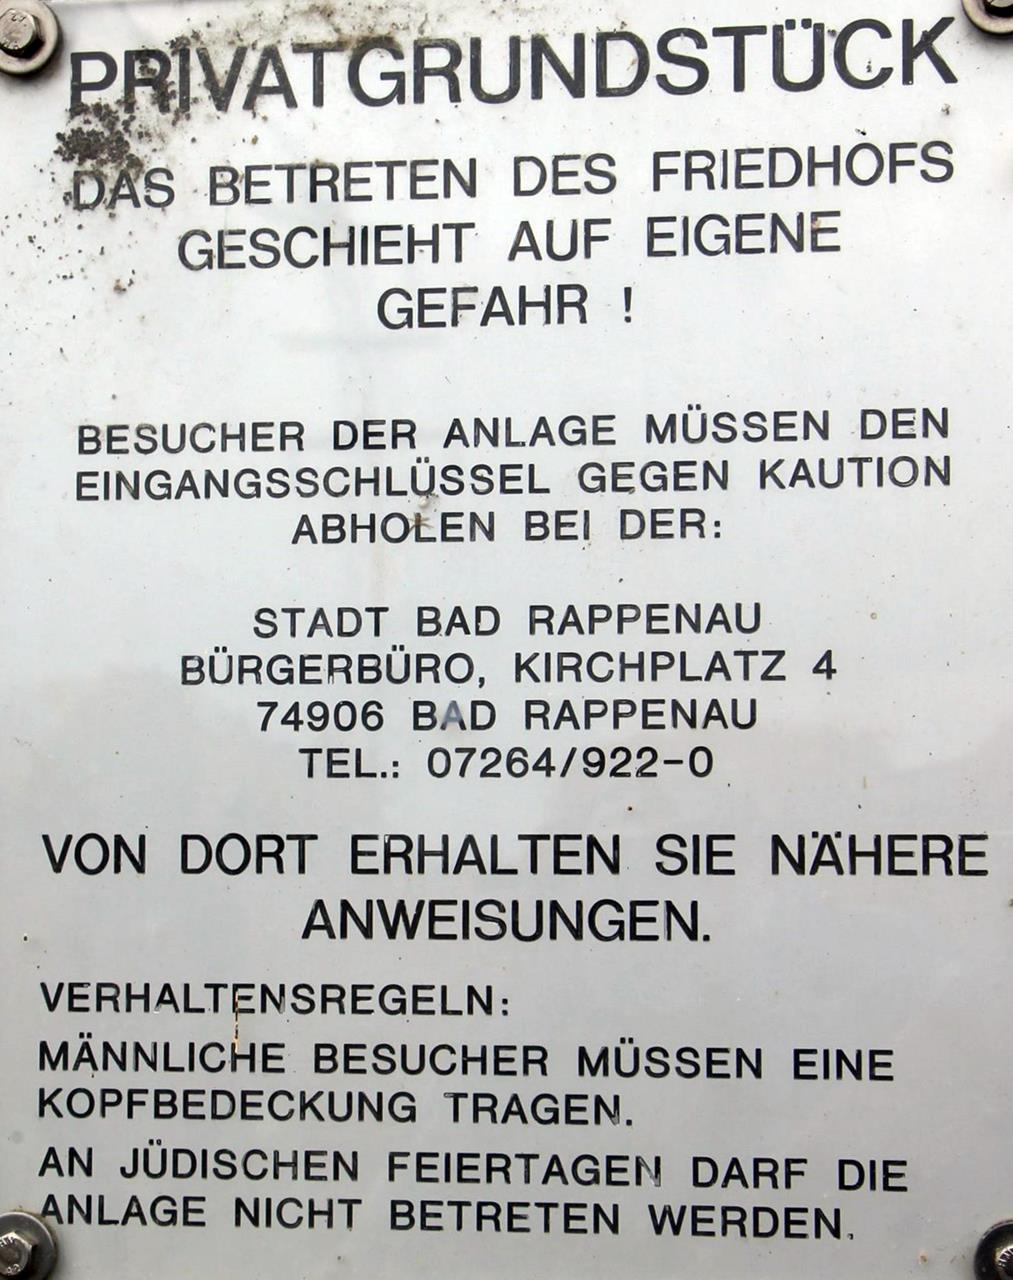 PRIVATGRUNDSTÜCK
DAS BETRETEN DES FRIEDHOFS
GESCHIEHT AUF EIGENE
GEFAHR !
BESUCHER DER ANLAGE MÜSSEN DEN
EINGANGSSCHLÜSSEL GEGEN KAUTION
ABHOLEN BEI DER:
STADT BAD RAPPENAU
BÜRGERBÜRO, KIRCHPLATZ 4
74906 BAD RAPPENAU
TEL.: 07264/922-0
VON DORT ERHALTEN SIE NÄHERE
ANWEISUNGEN.
VERHALTENSREGELN:
MÄNNLICHE BESUCHER MÜSSEN EINE
KOPFBEDECKUNG TRAGEN.
AN JÜDISCHEN FEIERTAGEN DARF DIE
ANLAGE NICHT BETRETEN WERDEN.